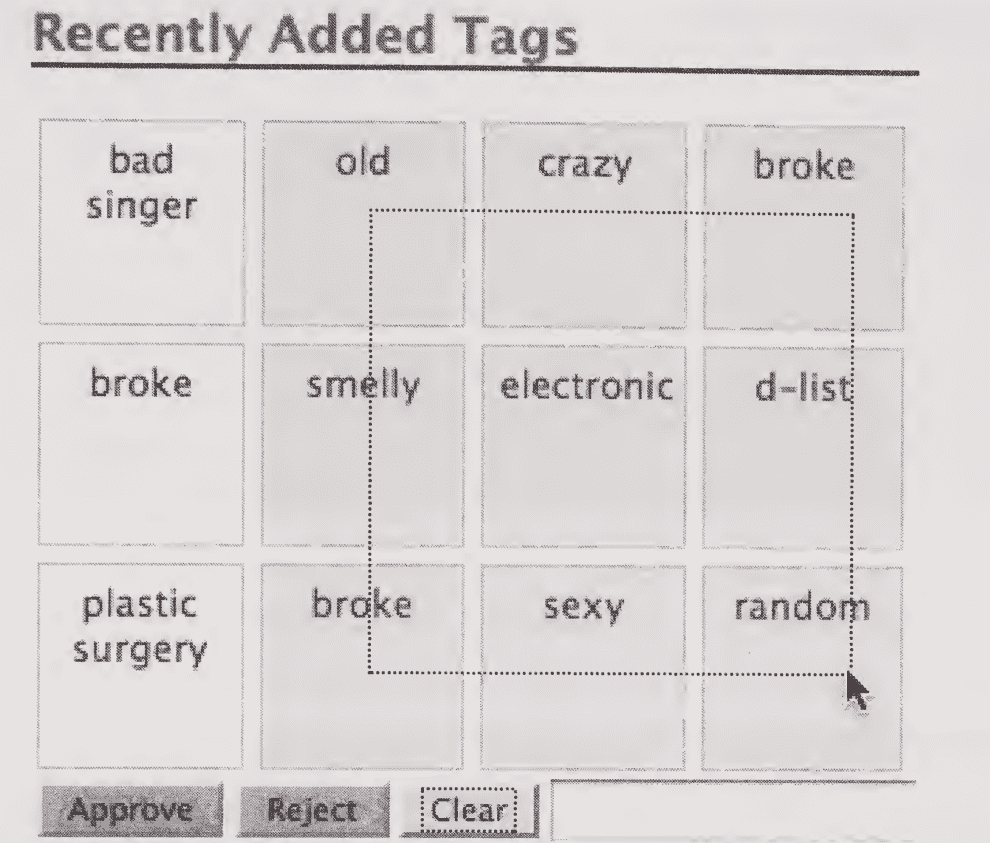 Recently Added Tags
bad
singer
old
crazy
broke
broke
smelly
electronic
d-list
plastic
surgery
broke
sexy
random
Approve
Reject
Clear